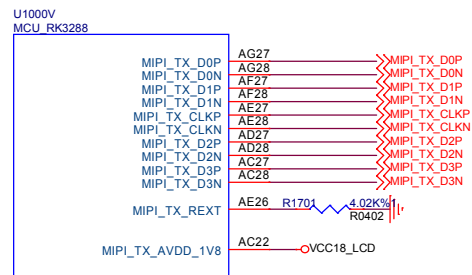 U1000V
MCU_RK3288
MIPI_TX_D0P AG27 MIPI_TX_D0P
MIPI_TX_D0N AG28 MIPI_TX_D0N
MIPI_TX_D1P AF27 MIPI_TX_D1P
MIPI_TX_D1N AF28 MIPI_TX_D1N
MIPI_TX_CLKP AE27 MIPI_TX_CLKP
MIPI_TX_CLKN AE28 MIPI_TX_CLKN
MIPI_TX_D2P AD27 MIPI_TX_D2P
MIPI_TX_D2N AD28 MIPI_TX_D2N
MIPI_TX_D3P AC27 MIPI_TX_D3P
MIPI_TX_D3N AC28 MIPI_TX_D3N
MIPI_TX_REXT AE26 R1701 4.02K%1
R0402
MIPI_TX_AVDD_1V8 AC22 VCC18_LCD